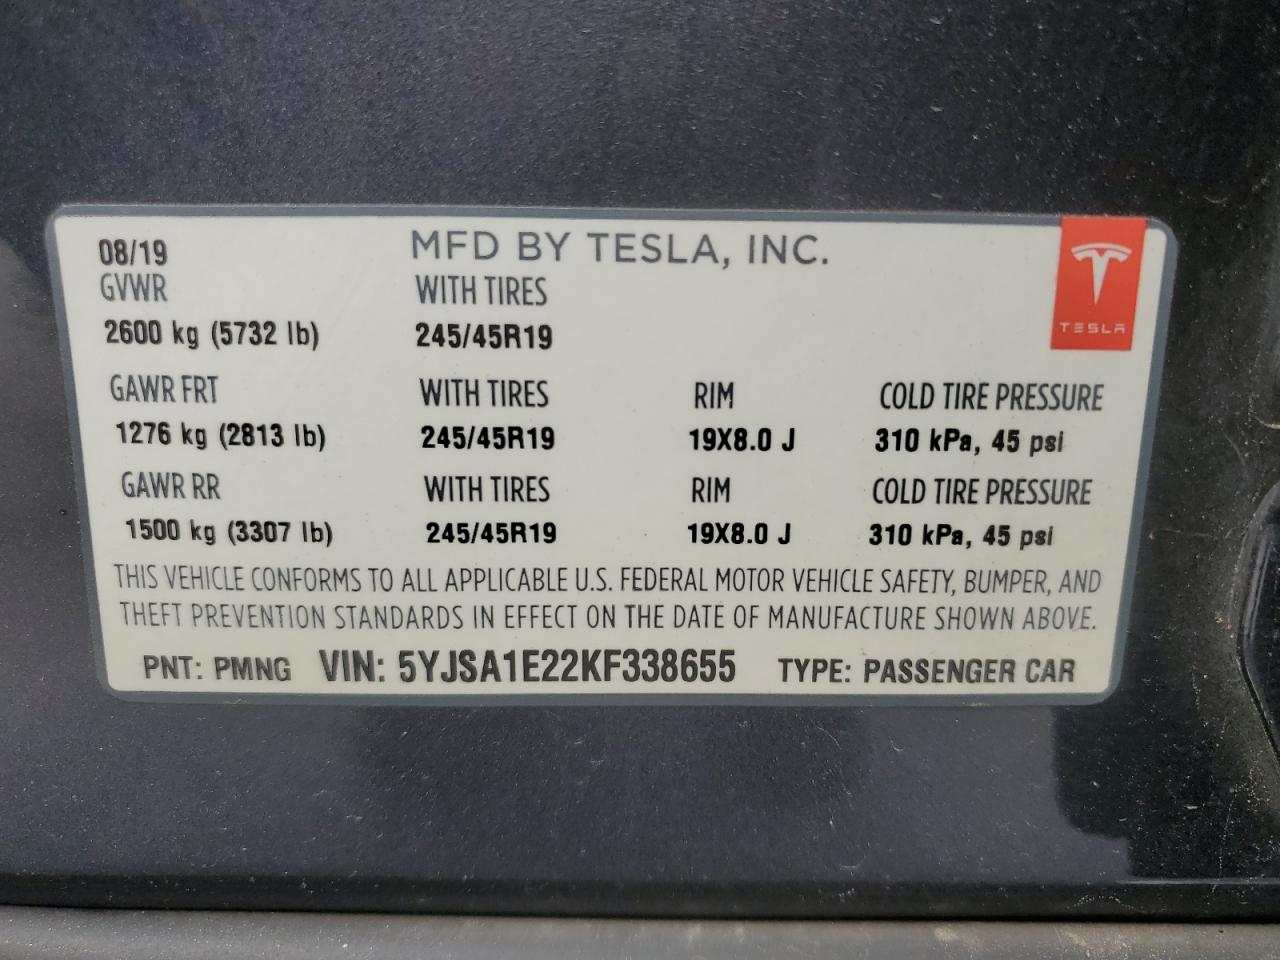 08/19 MFD BY TESLA, INC.
GVWR WITH TIRES
2600 kg (5732 lb) 245/45R19
TESLA
GAWR FRT WITH TIRES RIM COLD TIRE PRESSURE
1276 kg (2813 lb) 245/45R19 19X8.0 J 310 kPa, 45 psi
GAWR RR WITH TIRES RIM COLD TIRE PRESSURE
1500 kg (3307 lb) 245/45R19 19X8.0 J 310 kPa, 45 psi
THIS VEHICLE CONFORMS TO ALL APPLICABLE U.S. FEDERAL MOTOR VEHICLE SAFETY, BUMPER, AND
THEFT PREVENTION STANDARDS IN EFFECT ON THE DATE OF MANUFACTURE SHOWN ABOVE.
PNT: PMNG VIN: 5YJSA1E22KF338655 TYPE: PASSENGER CAR